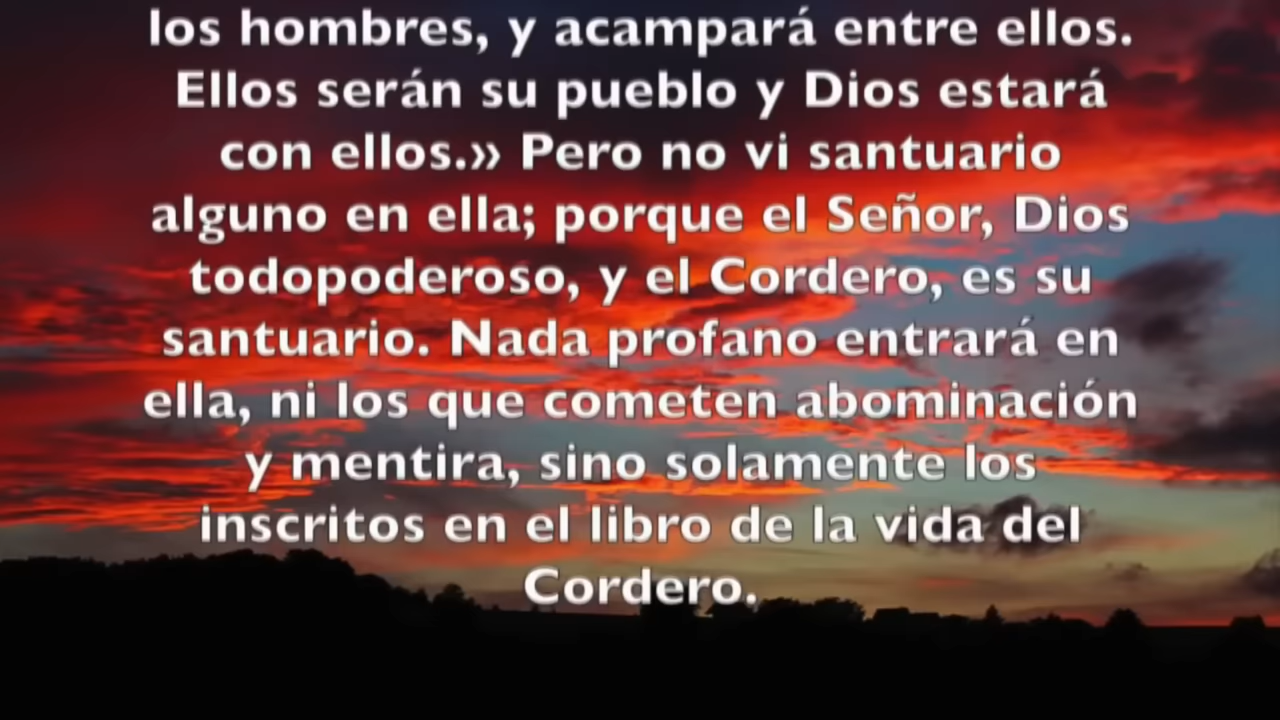 los hombres, y acampará entre ellos.
Ellos serán su pueblo y Dios estará
con ellos.» Pero no vi santuario
alguno en ella; porque el Señor, Dios
todopoderoso, y el Cordero, es su
santuario. Nada profano entrará en
ella, ni los que cometen abominación
y mentira, sino solamente los
inscritos en el libro de la vida del
Cordero.